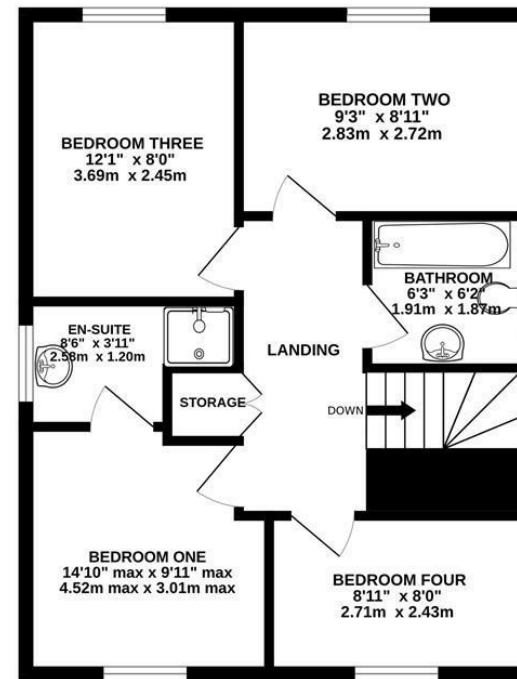 BEDROOM TWO
9'3" x 8'11"
2.83m x 2.72m
BEDROOM THREE
12'1" x 8'0"
3.69m x 2.45m
BATHROOM
6'3" x 6'2"
1.91m x 1.87m
EN-SUITE
8'6" x 3'11"
2.58m x 1.20m
LANDING
STORAGE
DOWN
BEDROOM ONE
14'10" max x 9'11" max
4.52m max x 3.01m max
BEDROOM FOUR
8'11" x 8'0"
2.71m x 2.43m